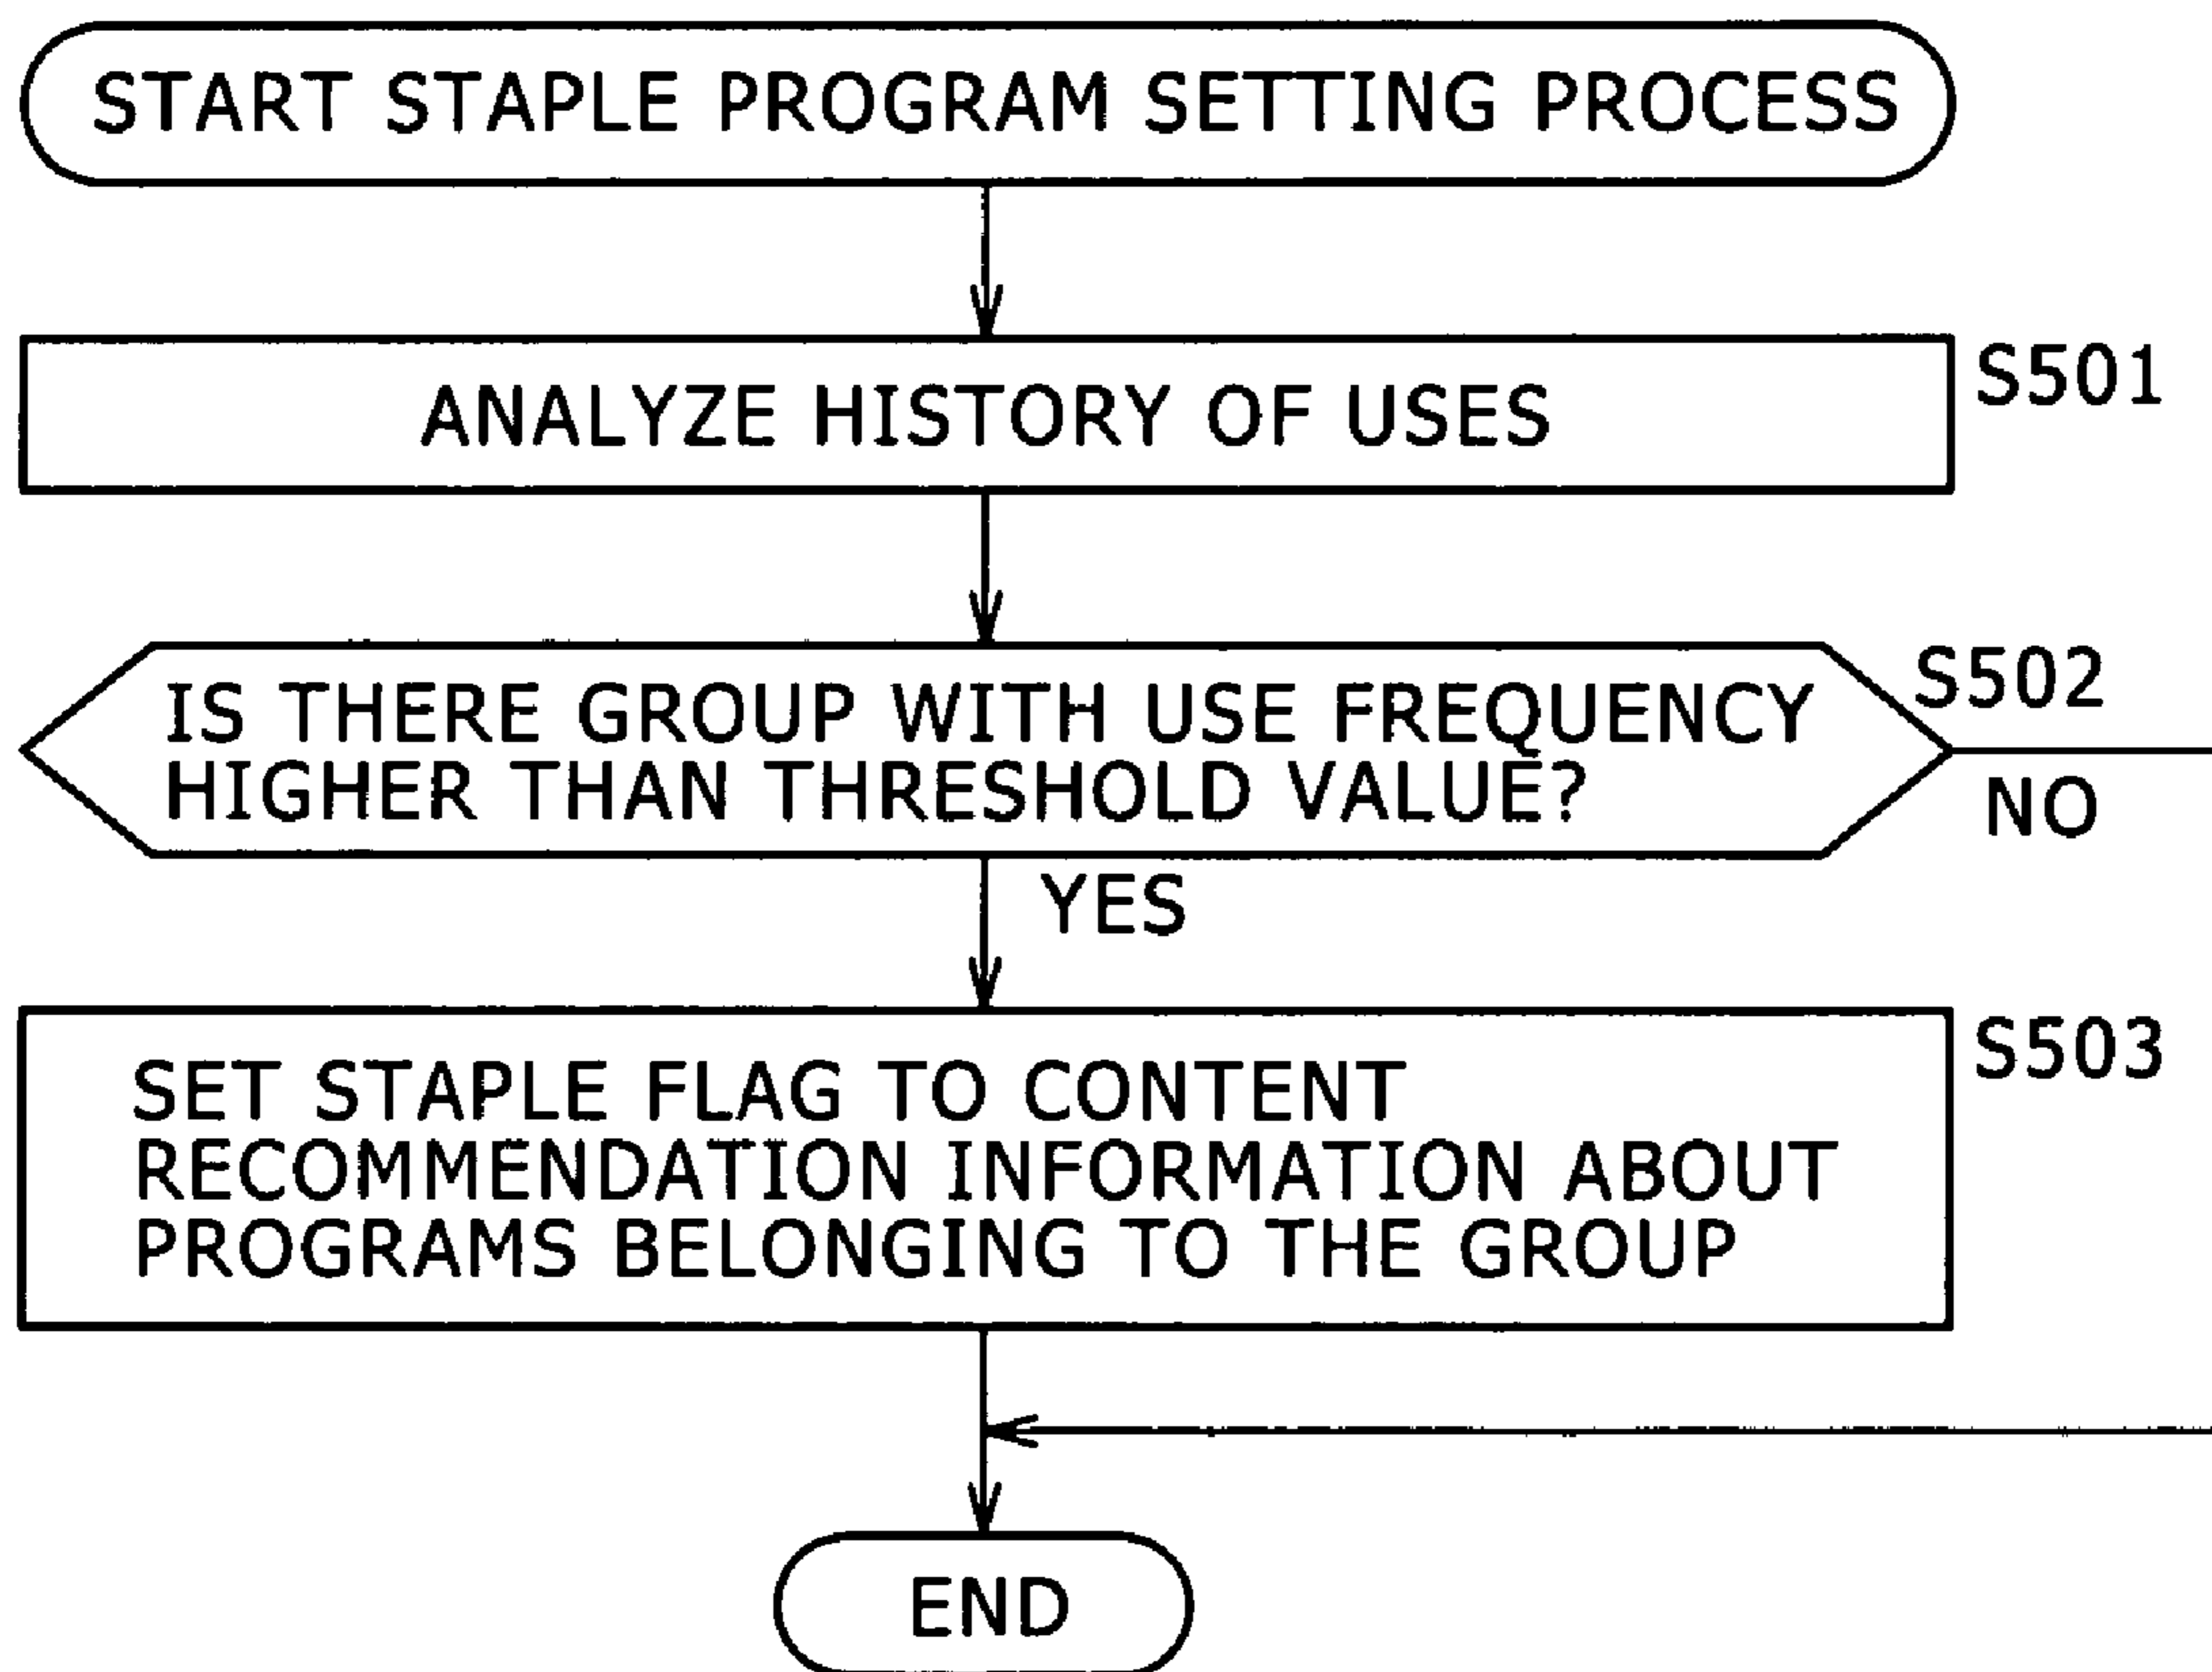 START STAPLE PROGRAM SETTING PROCESS
ANALYZE HISTORY OF USES
S501
IS THERE GROUP WITH USE FREQUENCY
HIGHER THAN THRESHOLD VALUE?
S502
NO
YES
SET STAPLE FLAG TO CONTENT
RECOMMENDATION INFORMATION ABOUT
PROGRAMS BELONGING TO THE GROUP
S503
END